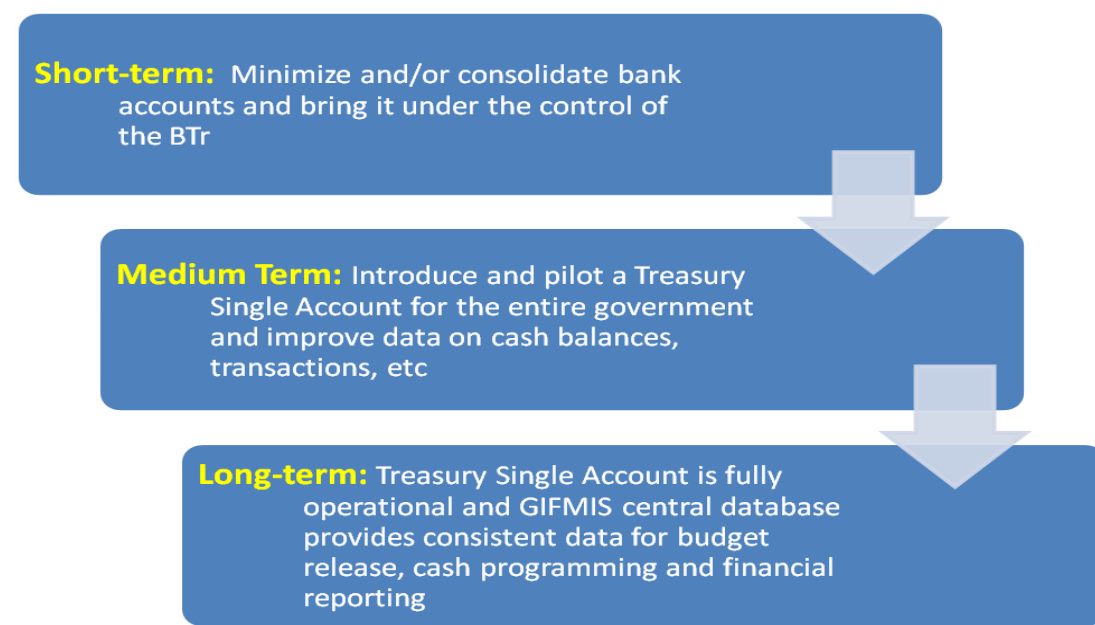 Short-term: Minimize and/or consolidate bank
accounts and bring it under the control of
the BTr
Medium Term: Introduce and pilot a Treasury
Single Account for the entire government
and improve data on cash balances,
transactions, etc
Long-term: Treasury Single Account is fully
operational and GIFMIS central database
provides consistent data for budget
release, cash programming and financial
reporting